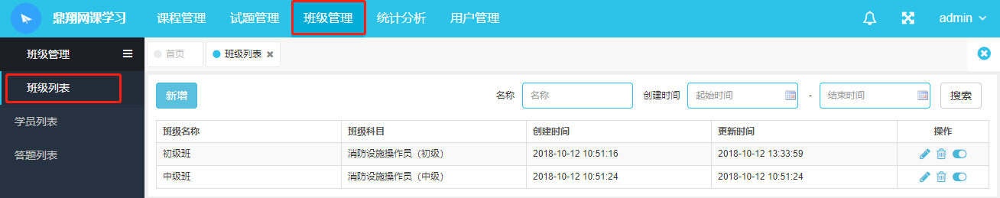 鼎翔网课学习 课程管理 试题管理 班级管理 统计分析 用户管理 admin
班级管理 首页 班级列表
班级列表
新增 名称 名称 创建时间 起始时间 - 结束时间 搜索
学员列表
班级名称 班级科目 创建时间 更新时间 操作
答题列表
初级班 消防设施操作员（初级） 2018-10-12 10:51:16 2018-10-12 13:33:59
中级班 消防设施操作员（中级） 2018-10-12 10:51:24 2018-10-12 10:51:24